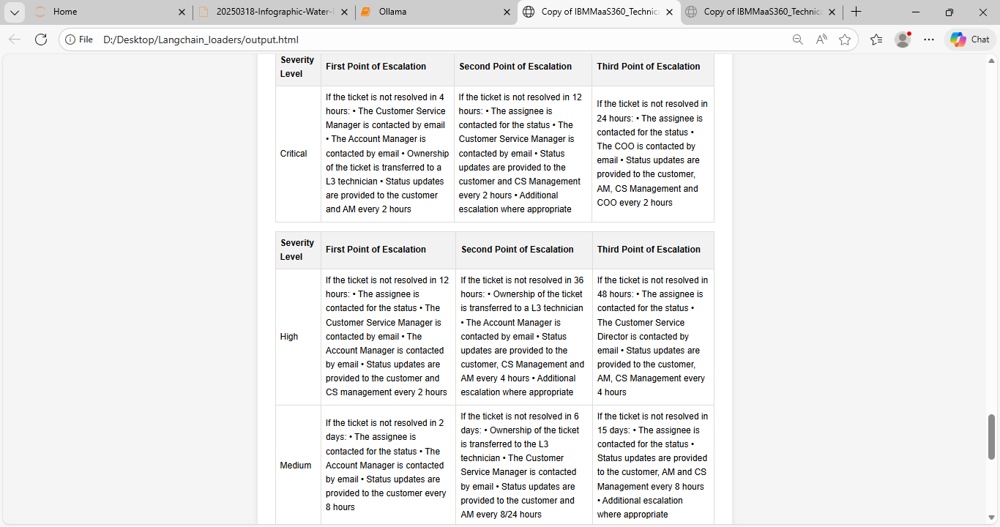 Home
20250318-Infographic-Water-E
Ollama
Copy of IBMMaaS360_Technica
Copy of IBMMaaS360_Technica
File
D:/Desktop/Langchain_loaders/output.html
Chat
Severity
Level
First Point of Escalation
Second Point of Escalation
Third Point of Escalation
Critical
If the ticket is not resolved in 4
hours: • The Customer Service
Manager is contacted by email
• The Account Manager is
contacted by email • Ownership
of the ticket is transferred to a
L3 technician • Status updates
are provided to the customer
and AM every 2 hours
If the ticket is not resolved in 12
hours: • The assignee is
contacted for the status • The
Customer Service Manager is
contacted by email • Status
updates are provided to the
customer and CS Management
every 2 hours • Additional
escalation where appropriate
If the ticket is not resolved in
24 hours: • The assignee is
contacted for the status •
The COO is contacted by
email • Status updates are
provided to the customer,
AM, CS Management and
COO every 2 hours
Severity
Level
First Point of Escalation
Second Point of Escalation
Third Point of Escalation
High
If the ticket is not resolved in 12
hours: • The assignee is
contacted for the status • The
Customer Service Manager is
contacted by email • The
Account Manager is contacted
by email • Status updates are
provided to the customer and
CS management every 2 hours
If the ticket is not resolved in 36
hours: • Ownership of the ticket
is transferred to a L3 technician
• The Account Manager is
contacted by email • Status
updates are provided to the
customer, CS Management and
AM every 4 hours • Additional
escalation where appropriate
If the ticket is not resolved in
48 hours: • The assignee is
contacted for the status •
The Customer Service
Director is contacted by
email • Status updates are
provided to the customer,
AM, CS Management every
4 hours
Medium
If the ticket is not resolved in 2
days: • The assignee is
contacted for the status • The
Account Manager is contacted
by email • Status updates are
provided to the customer every
8 hours
If the ticket is not resolved in 6
days: • Ownership of the ticket
is transferred to the L3
technician • The Customer
Service Manager is contacted
by email • Status updates are
provided to the customer and
AM every 8/24 hours
If the ticket is not resolved in
15 days: • The assignee is
contacted for the status •
Status updates are provided
to the customer, AM and CS
Management every 8 hours
• Additional escalation
where appropriate